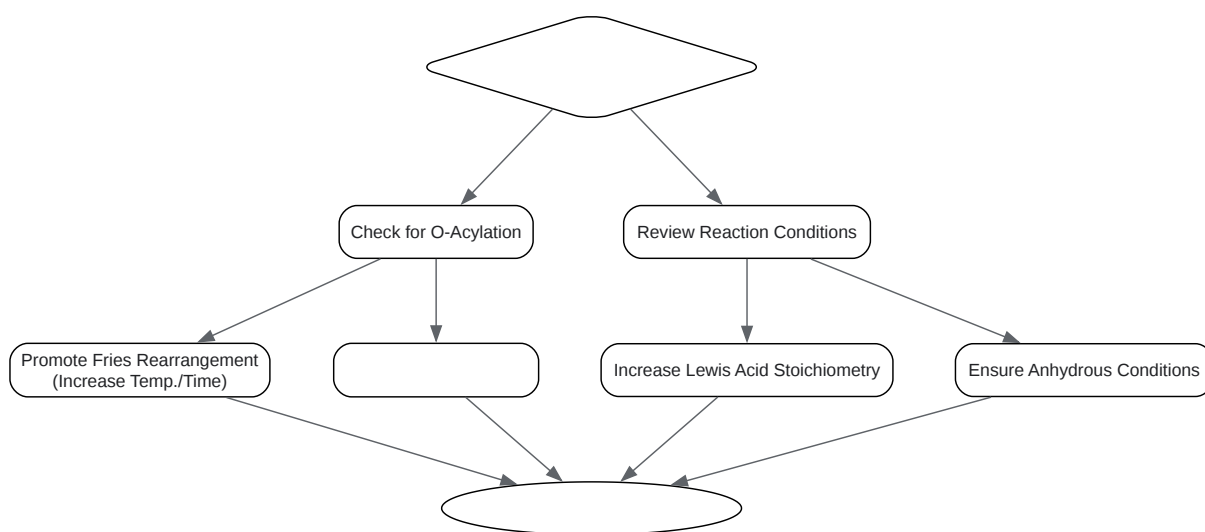 Check for O-Acylation
Review Reaction Conditions
Promote Fries Rearrangement
(Increase Temp./Time)
Increase Lewis Acid Stoichiometry
Ensure Anhydrous Conditions